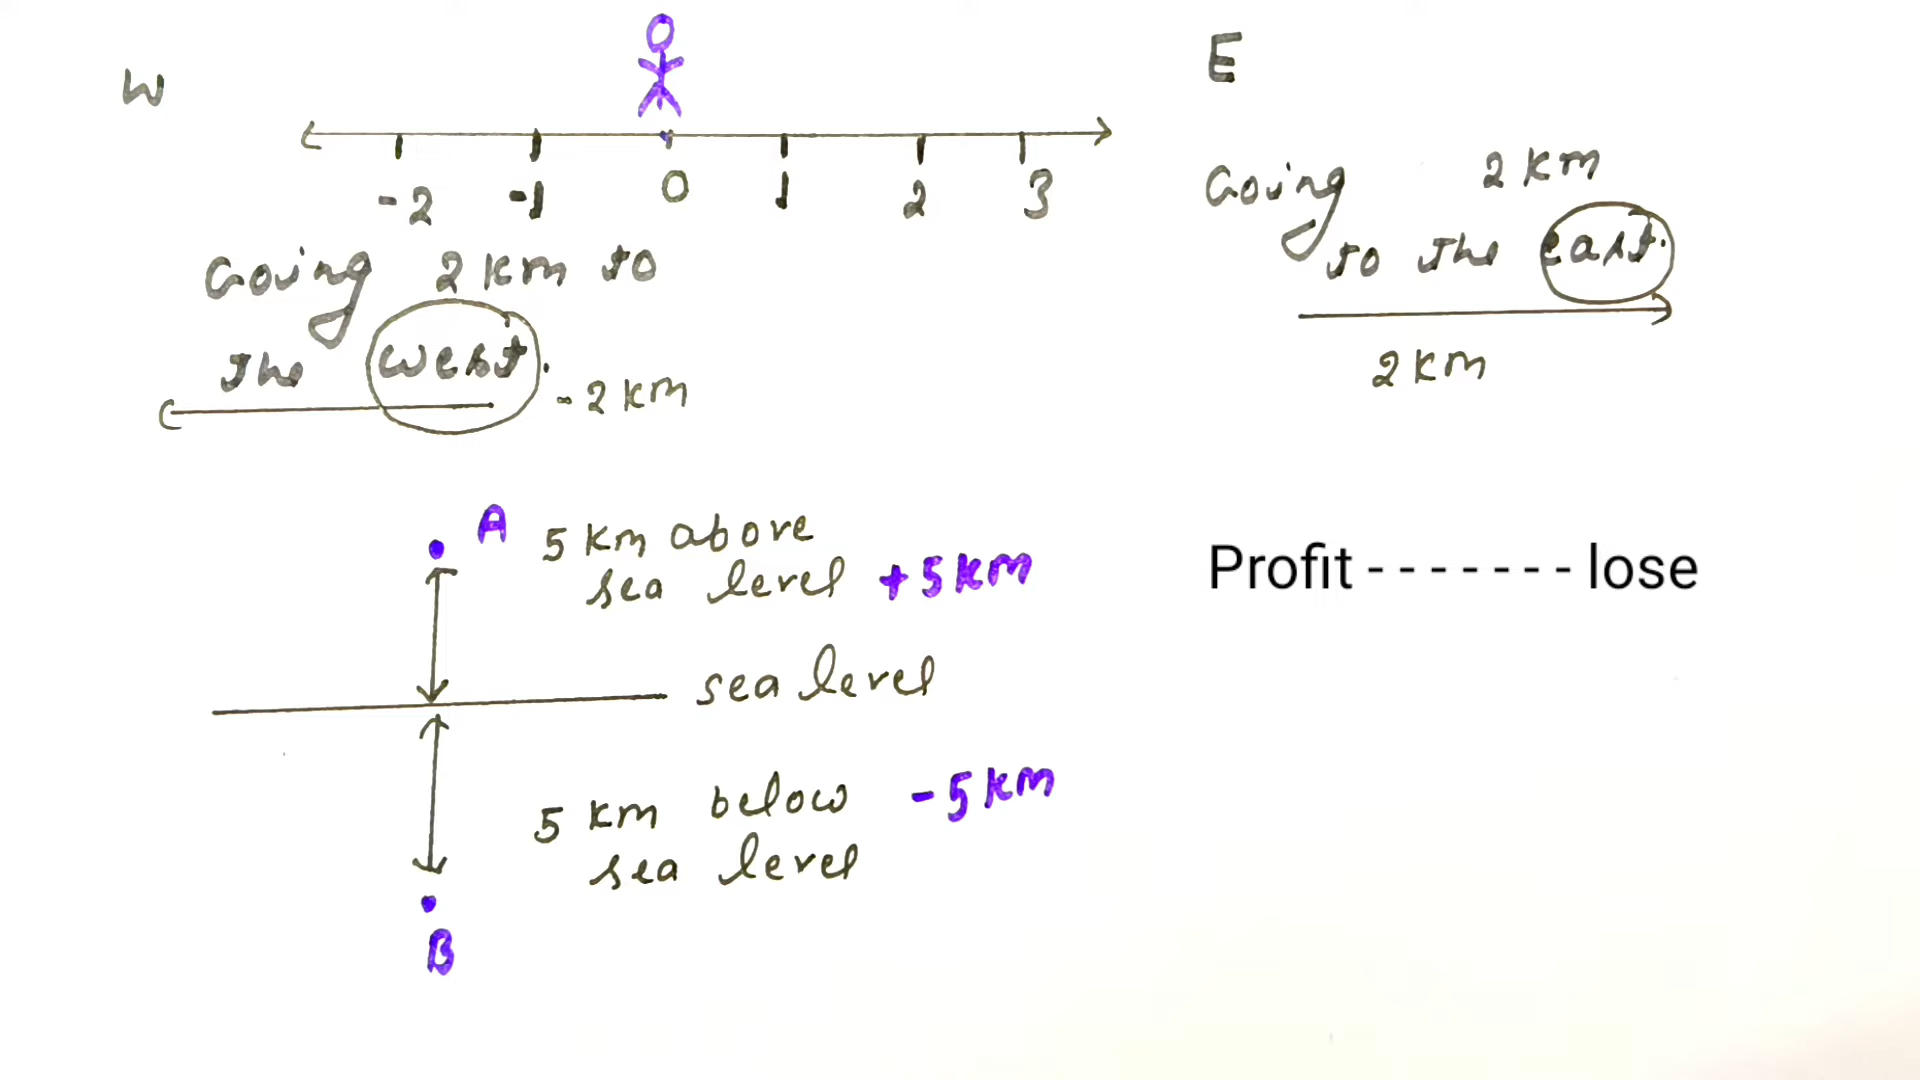 W
E
-2 -1 0 1 2 3
Going 2 km to
the west.
-2 km
Going 2 km
to the east.
2 km
A
5 km above
sea level +5 km
sea level
5 km below -5 km
sea level
B
Profit ------- lose